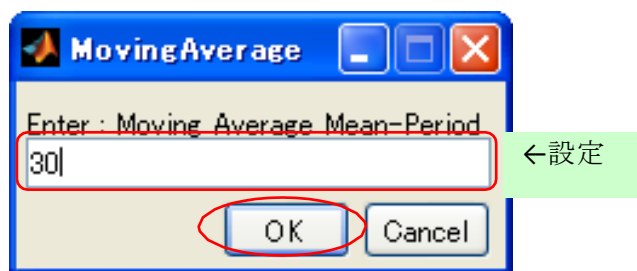 MovingAverage
Enter : Moving Average Mean-Period
30
←設定
OK
Cancel